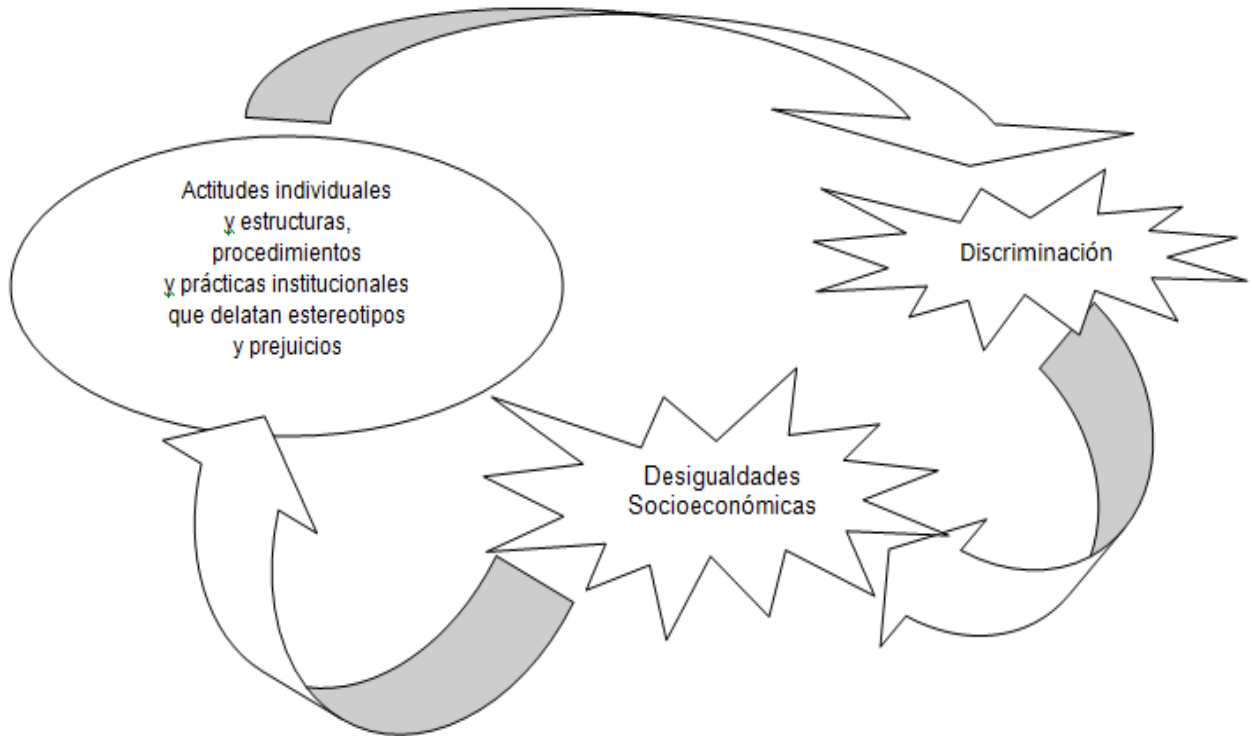 Actitudes individuales
y estructuras,
procedimientos
y prácticas institucionales
que delatan estereotipos
y prejuicios
Discriminación
Desigualdades
Socioeconómicas